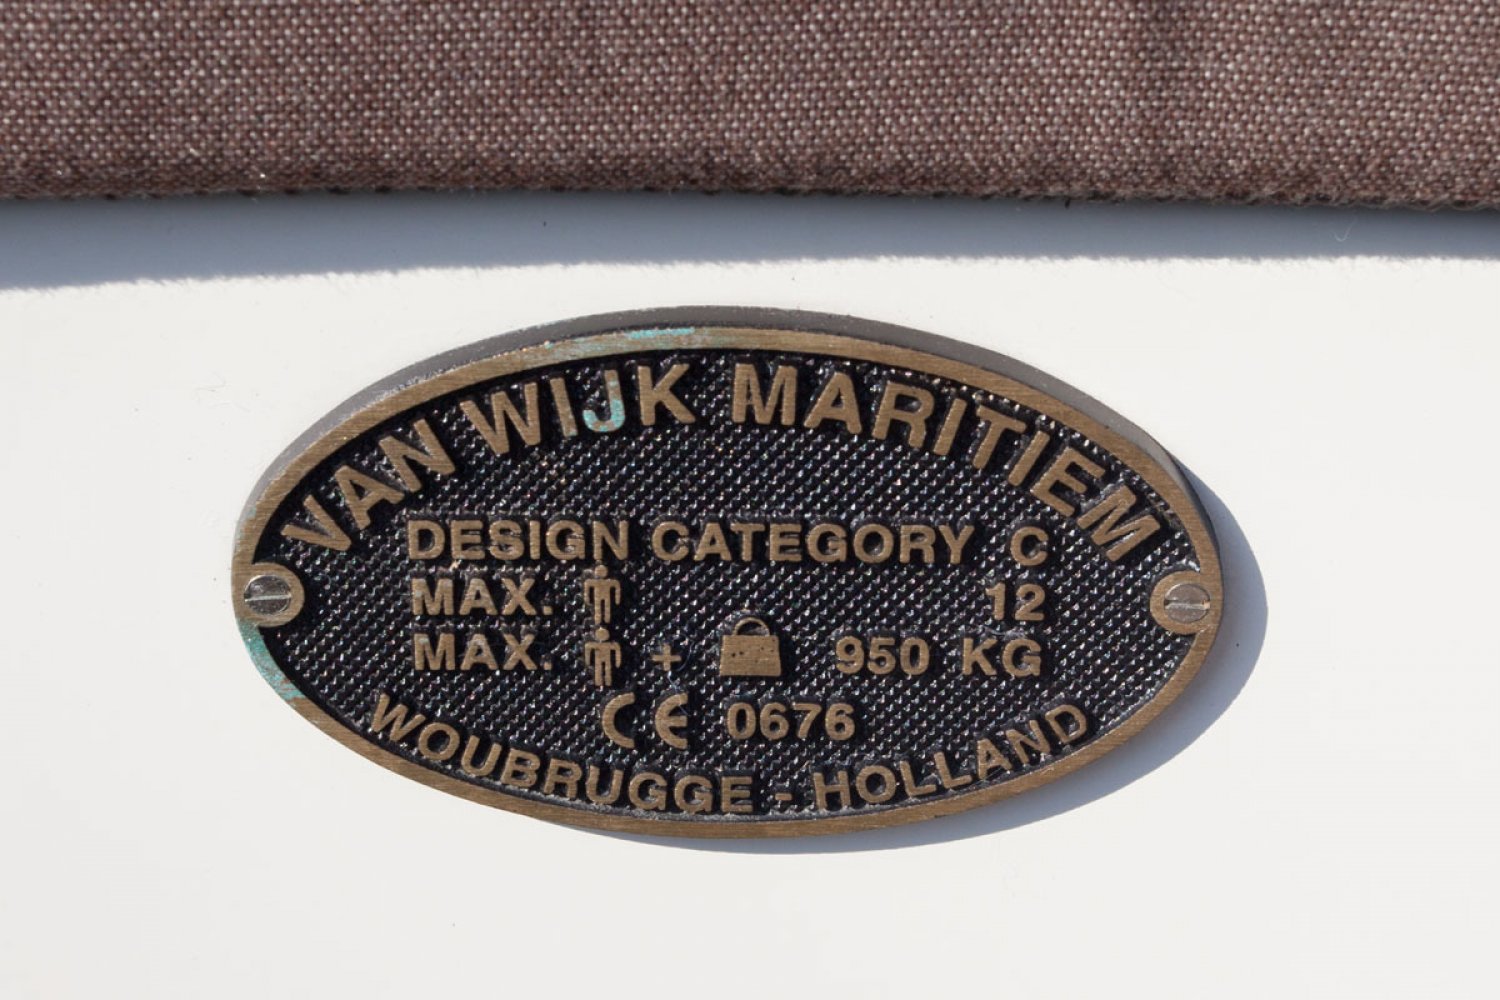 VAN WIJK MARITIEM
DESIGN CATEGORY C
MAX. 12
MAX. + 950 KG
CE 0676
WOUBRUGGE - HOLLAND